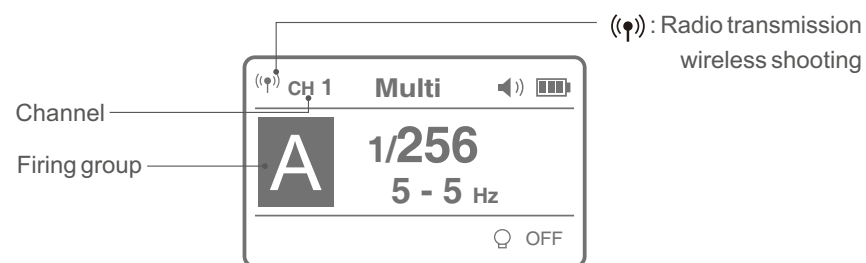 : Radio transmission
wireless shooting
CH 1 Multi
Channel
A
1/256
Firing group
5 - 5 Hz
OFF